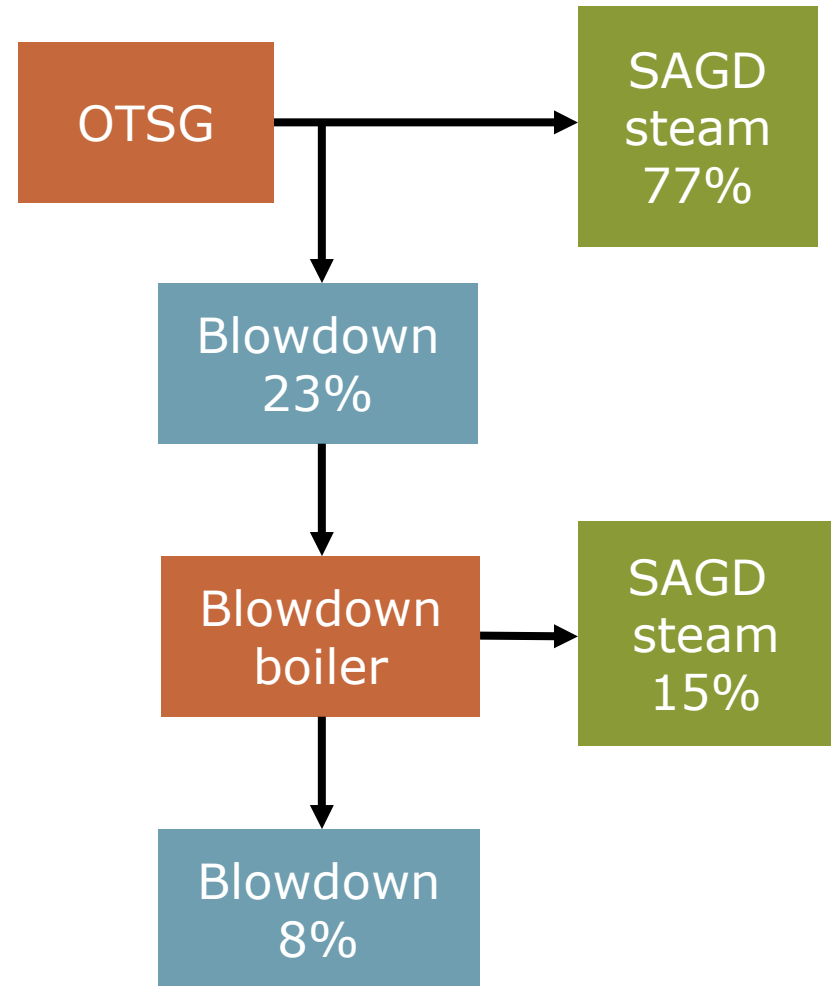 OTSG
SAGD
steam
77%
Blowdown
23%
Blowdown
boiler
SAGD
steam
15%
Blowdown
8%